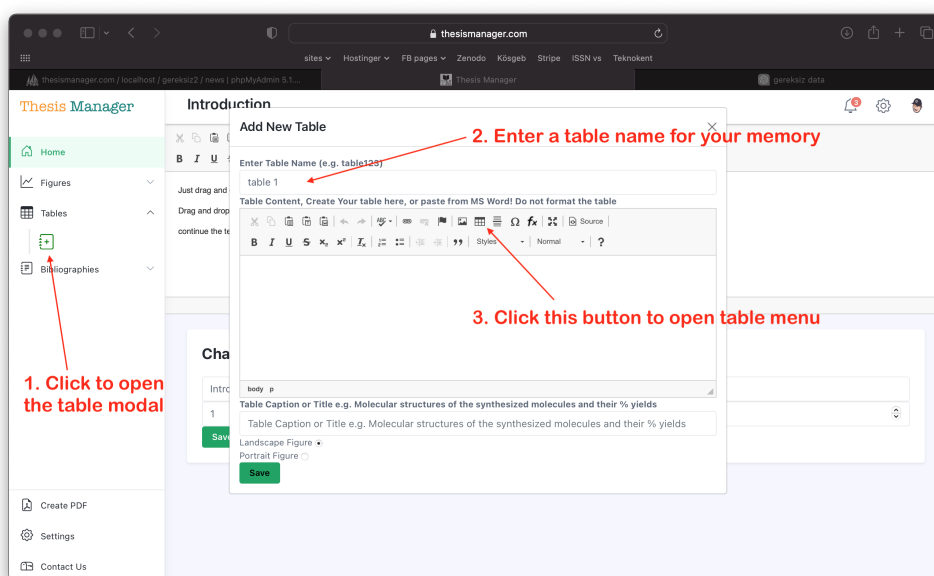 thesismanager.com
sites Hostinger FB pages Zenodo Kösgeb Stripe ISSN vs Teknokent
thesismanager.com / localhost / gereksiz2 / news | phpMyAdmin 5.1....
Thesis Manager
gereksiz data
Thesis Manager
Introduction
3
Home
Figures
Tables
Bibliographies
1. Click to open
the table modal
Create PDF
Settings
Contact Us
B I U
Just drag and
Drag and drop
continue the te
Cha
Intro
1
Save
Add New Table
2. Enter a table name for your memory
Enter Table Name (e.g. table123)
table 1
Table Content, Create Your table here, or paste from MS Word! Do not format the table
Source
B I U S Styles Normal ?
3. Click this button to open table menu
body p
Table Caption or Title e.g. Molecular structures of the synthesized molecules and their % yields
Table Caption or Title e.g. Molecular structures of the synthesized molecules and their % yields
Landscape Figure
Portrait Figure
Save